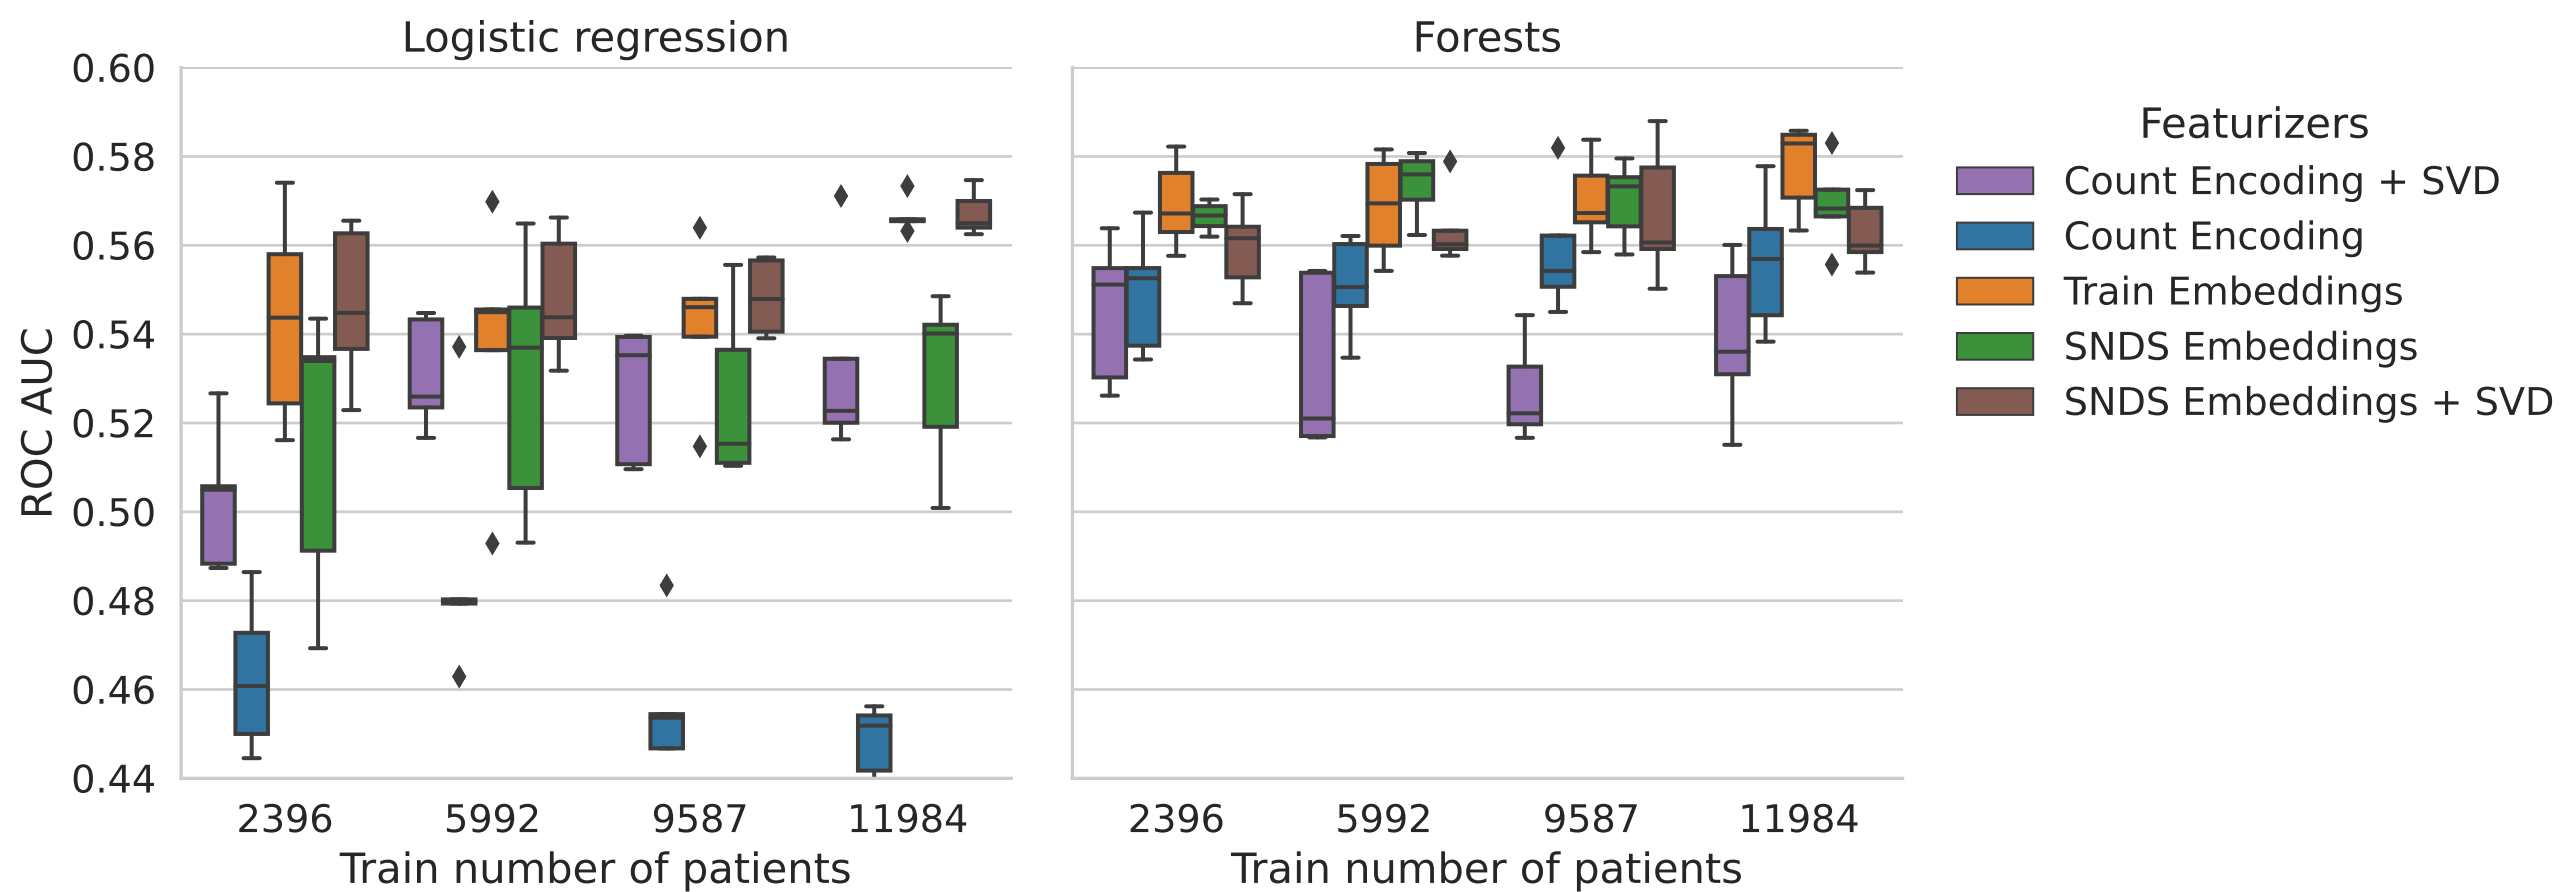 Logistic regression
Forests
0.60
0.58
0.56
0.54
0.52
0.50
0.48
0.46
0.44
ROC AUC
2396 5992 9587 11984
Train number of patients
2396 5992 9587 11984
Train number of patients
Featurizers
Count Encoding + SVD
Count Encoding
Train Embeddings
SNDS Embeddings
SNDS Embeddings + SVD